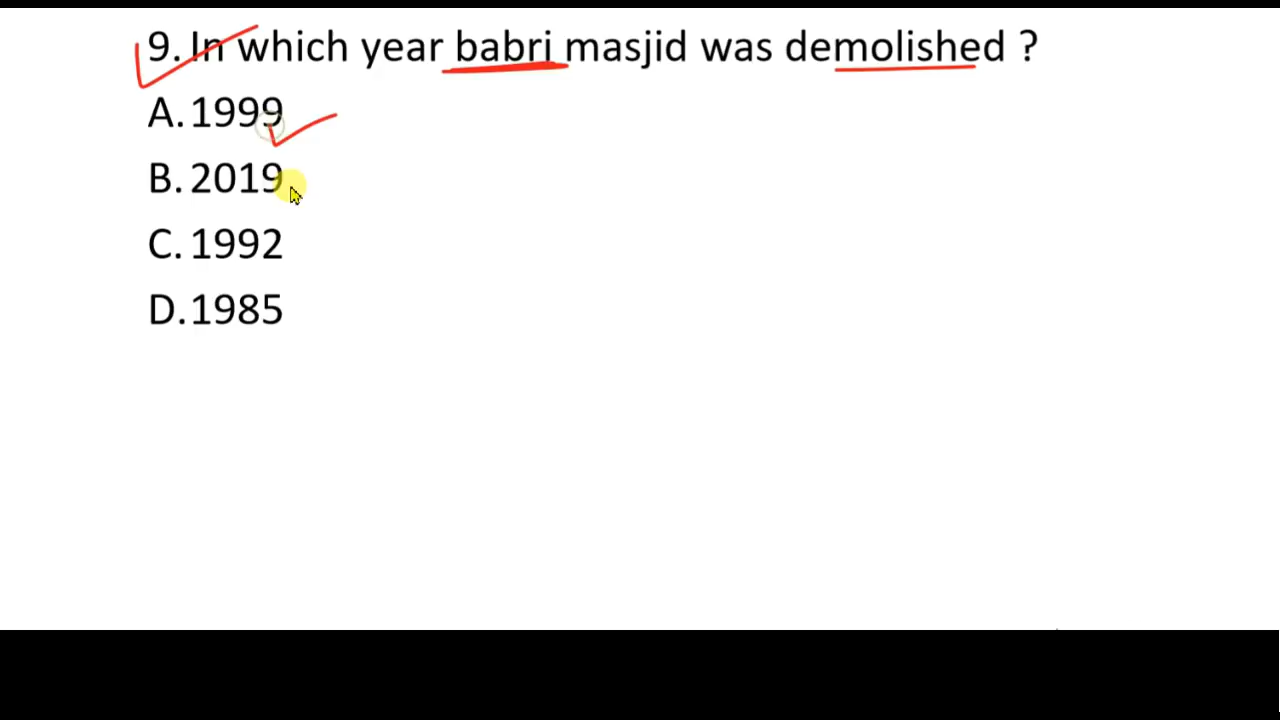 9. In which year babri masjid was demolished ?
A. 1999
B. 2019
C. 1992
D. 1985